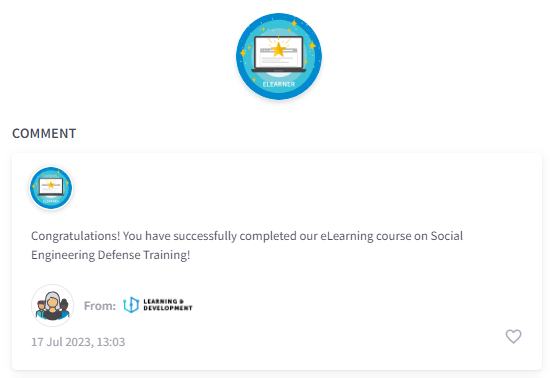 ELEARNER
COMMENT
Congratulations! You have successfully completed our eLearning course on Social
Engineering Defense Training!
From: LEARNING &
DEVELOPMENT
17 Jul 2023, 13:03